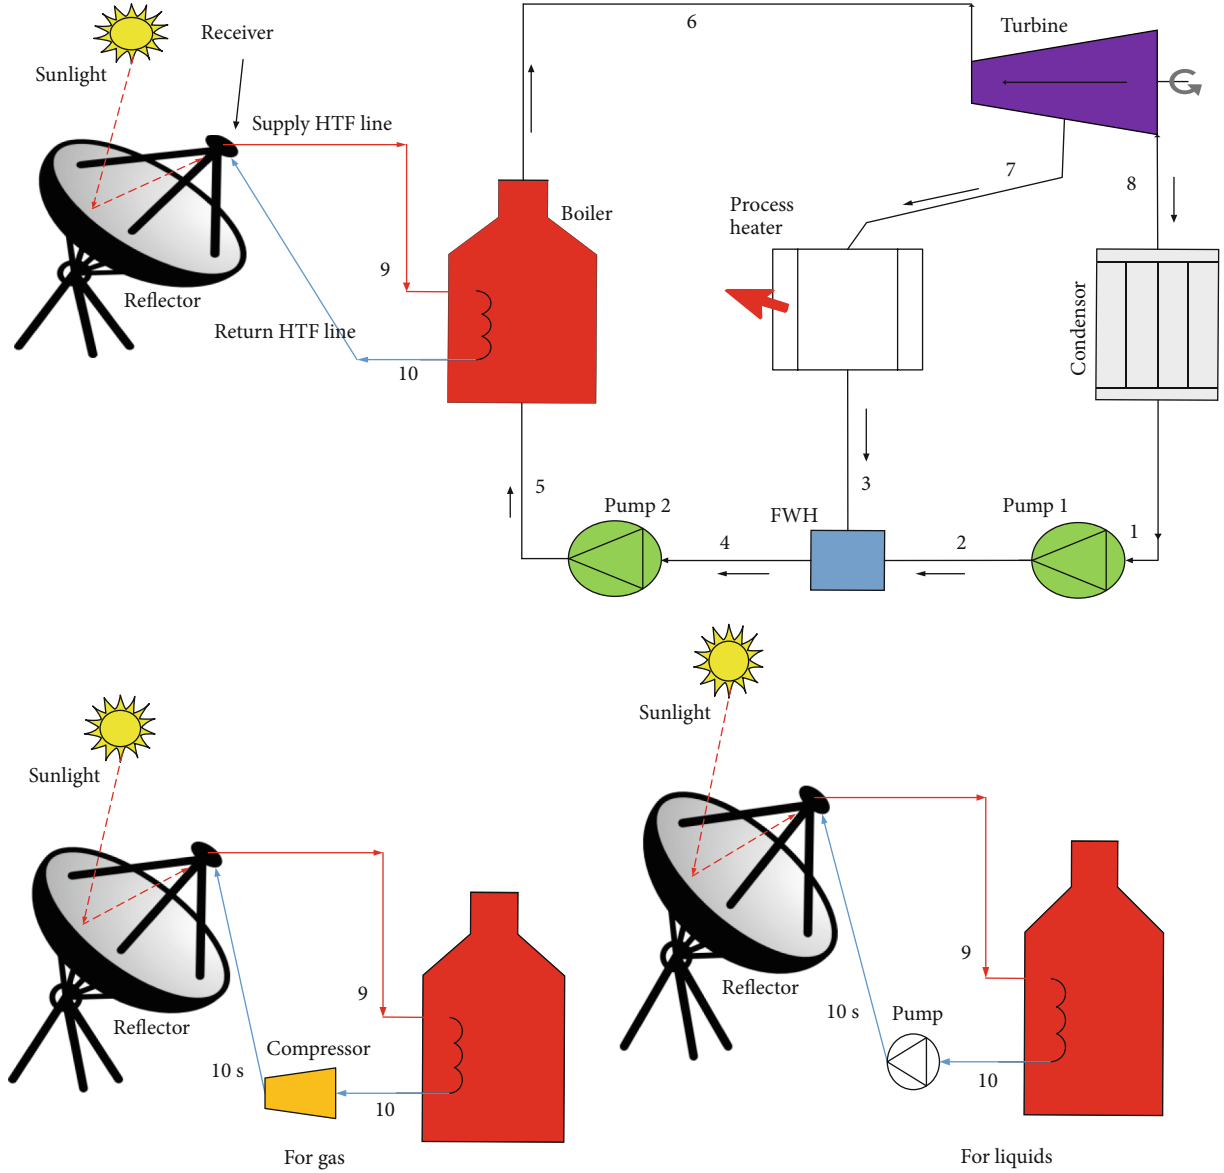 6
Turbine
Receiver
Sunlight
Supply HTF line
7
8
Process
heater
Boiler
9
Reflector
Return HTF line
10
Condensor
5
Pump 2
FWH
3
Pump 1
4
2
1
Sunlight
Sunlight
9
Reflector
10 s
Compressor
10
For gas
9
Reflector
10 s
Pump
10
For liquids